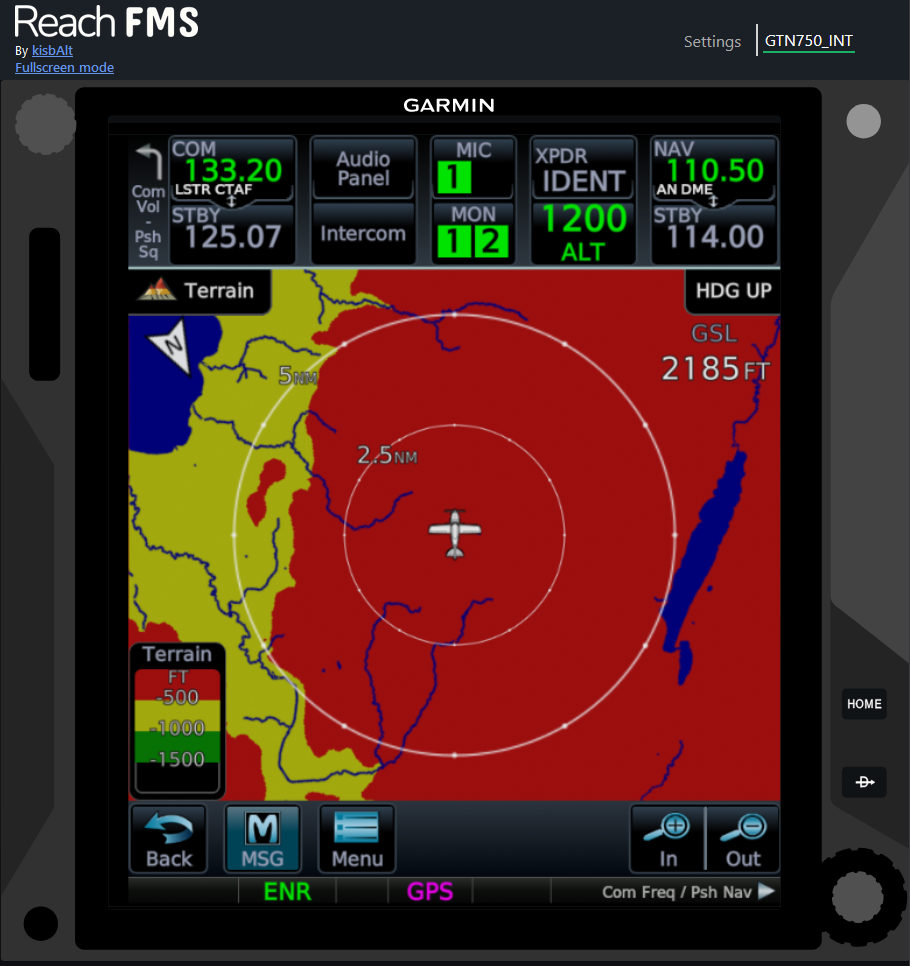 Reach FMS
By kisbAlt
Fullscreen mode
Settings
GTN750_INT
GARMIN
COM
133.20
LSTR CTAF
STBY
125.07
Com
Vol
-
Psh
Sq
Audio
Panel
Intercom
MIC
1
MON
1 2
XPDR
IDENT
1200
ALT
NAV
110.50
AN DME
STBY
114.00
Terrain
HDG UP
N
GSL
2185FT
5NM
2.5NM
Terrain
FT
-500
-1000
-1500
HOME
D
Back
MSG
Menu
In
Out
ENR
GPS
Com Freq / Psh Nav